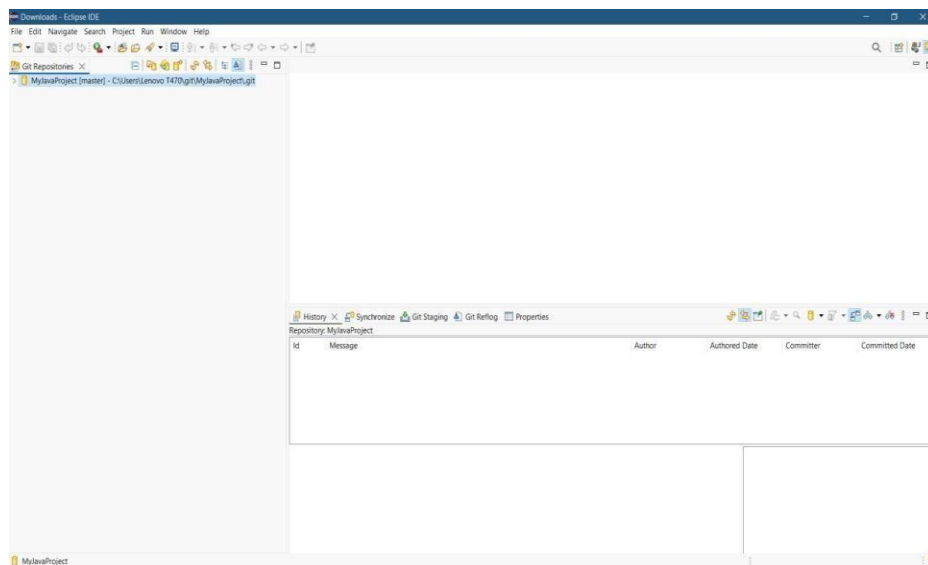 Downloads - Eclipse IDE
File Edit Navigate Search Project Run Window Help
Git Repositories
MyJavaProject [master] - C:\Users\Lenovo T470\git\MyJavaProject\.git
History Synchronize Git Staging Git Reflog Properties
Repository: MyJavaProject
Id Message Author Authored Date Committer Committed Date
MyJavaProject